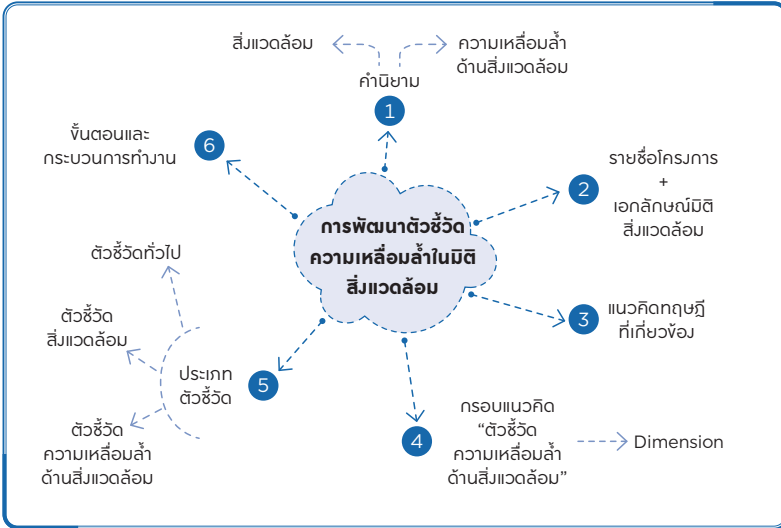 สิ่งแวดล้อม
ความเหลื่อมล้ำ
ด้านสิ่งแวดล้อม
คำนิยาม
1
6
ขั้นตอนและ
กระบวนการทำงาน
2
รายชื่อโครงการ
+
เอกลักษณ์มิติ
สิ่งแวดล้อม
การพัฒนาตัวชี้วัด
ความเหลื่อมล้ำในมิติ
สิ่งแวดล้อม
3
แนวคิดทฤษฎี
ที่เกี่ยวข้อง
4
กรอบแนวคิด
“ตัวชี้วัด
ความเหลื่อมล้ำ
ด้านสิ่งแวดล้อม”
Dimension
5
ประเภท
ตัวชี้วัด
ตัวชี้วัดทั่วไป
ตัวชี้วัด
สิ่งแวดล้อม
ตัวชี้วัด
ความเหลื่อมล้ำ
ด้านสิ่งแวดล้อม